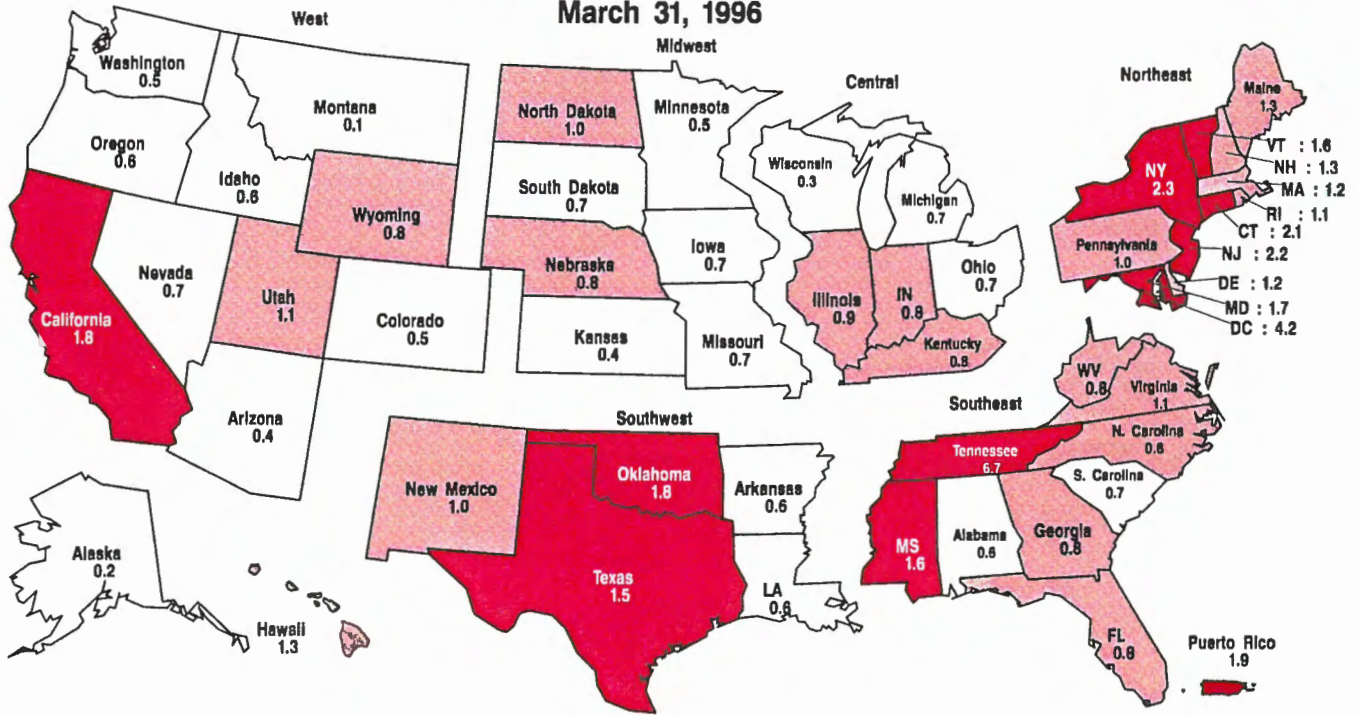 March 31, 1996
West
Washington
0.5
Montana
0.1
Oregon
0.6
Idaho
0.6
Wyoming
0.8
Nevada
0.7
Utah
1.1
Colorado
0.5
California
1.8
Arizona
0.4
Alaska
0.2
Hawaii
1.3
Midwest
North Dakota
1.0
Minnesota
0.5
South Dakota
0.7
Nebraska
0.8
Iowa
0.7
Kansas
0.4
Missouri
0.7
Central
Wisconsin
0.3
Michigan
0.7
Illinois
0.9
IN
0.8
Ohio
0.7
Kentucky
0.8
Northeast
Maine
1.3
NY
2.3
Pennsylvania
1.0
VT : 1.6
NH : 1.3
MA : 1.2
RI : 1.1
CT : 2.1
NJ : 2.2
DE : 1.2
MD : 1.7
DC : 4.2
Southwest
New Mexico
1.0
Oklahoma
1.8
Arkansas
0.6
Texas
1.5
LA
0.6
Southeast
WV
0.8
Virginia
1.1
Tennessee
6.7
N. Carolina
0.6
S. Carolina
0.7
MS
1.6
Alabama
0.6
Georgia
0.8
FL
0.8
Puerto Rico
1.9